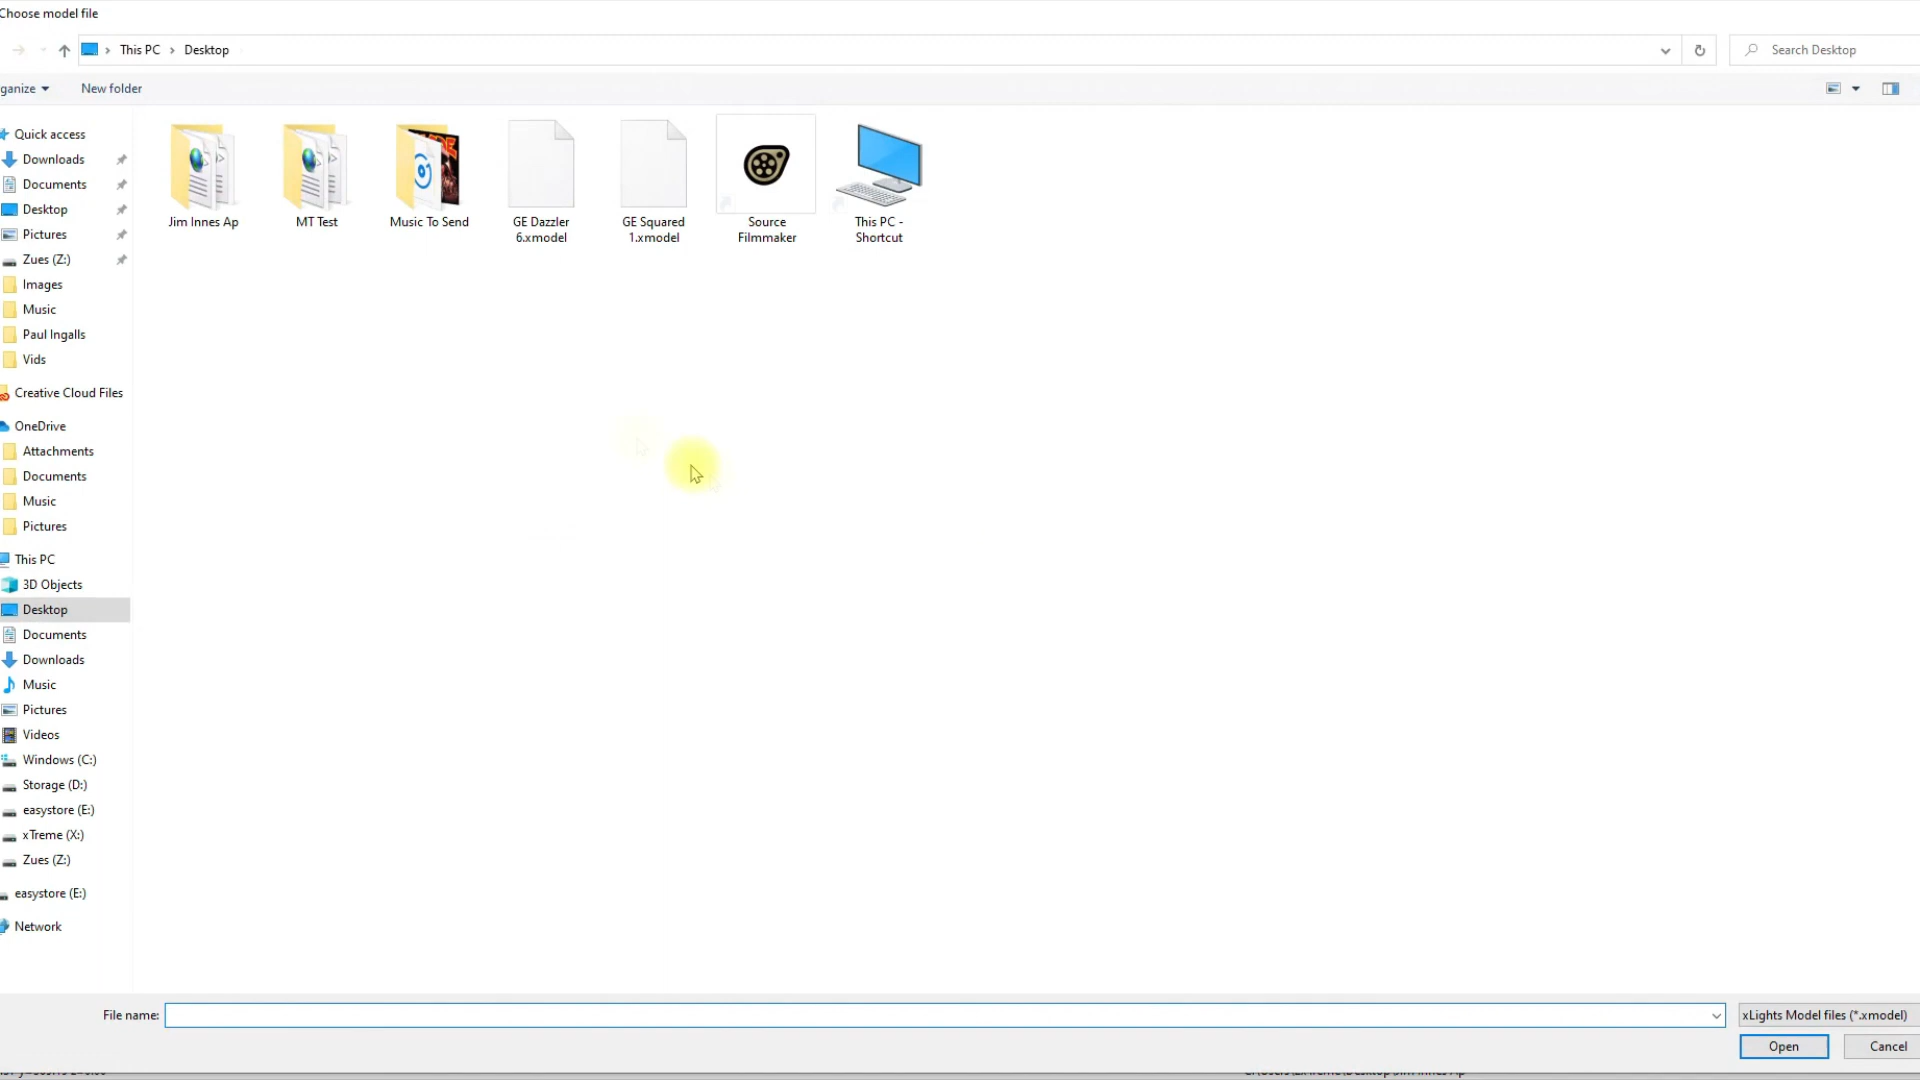 Choose model file
This PC
Desktop
Search Desktop
ganize
New folder
Quick access
Downloads
Documents
Desktop
Pictures
Zues (Z:)
Images
Music
Paul Ingalls
Vids
Creative Cloud Files
OneDrive
Attachments
Documents
Music
Pictures
This PC
3D Objects
Desktop
Documents
Downloads
Music
Pictures
Videos
Windows (C:)
Storage (D:)
easystore (E:)
xTreme (X:)
Zues (Z:)
easystore (E:)
Network
Jim Innes Ap
MT Test
Music To Send
GE Dazzler
6.xmodel
GE Squared
1.xmodel
Source
Filmmaker
This PC -
Shortcut
File name:
xLights Model files (*.xmodel)
Open
Cancel